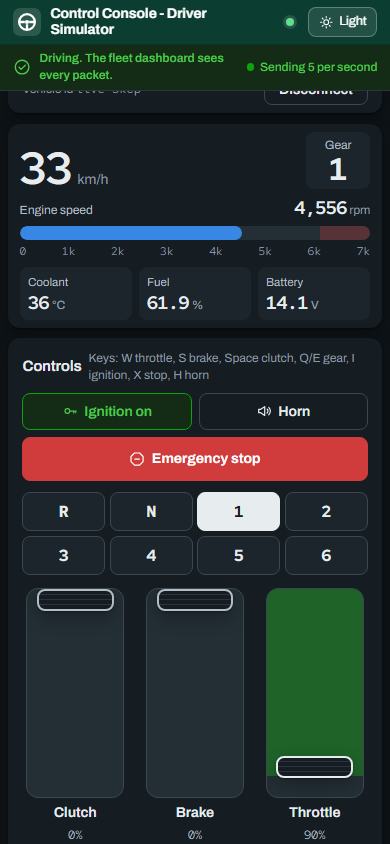 Control Console - Driver
Simulator
Light
Driving. The fleet dashboard sees
every packet.
Sending 5 per second
Disconnect
33 km/h
Gear
1
Engine speed
4,556 rpm
0 1k 2k 3k 4k 5k 6k 7k
Coolant
36 °C
Fuel
61.9 %
Battery
14.1 V
Controls
Keys: W throttle, S brake, Space clutch, Q/E gear, I
ignition, X stop, H horn
Ignition on
Horn
Emergency stop
R N 1 2
3 4 5 6
Clutch Brake Throttle
0% 0% 90%